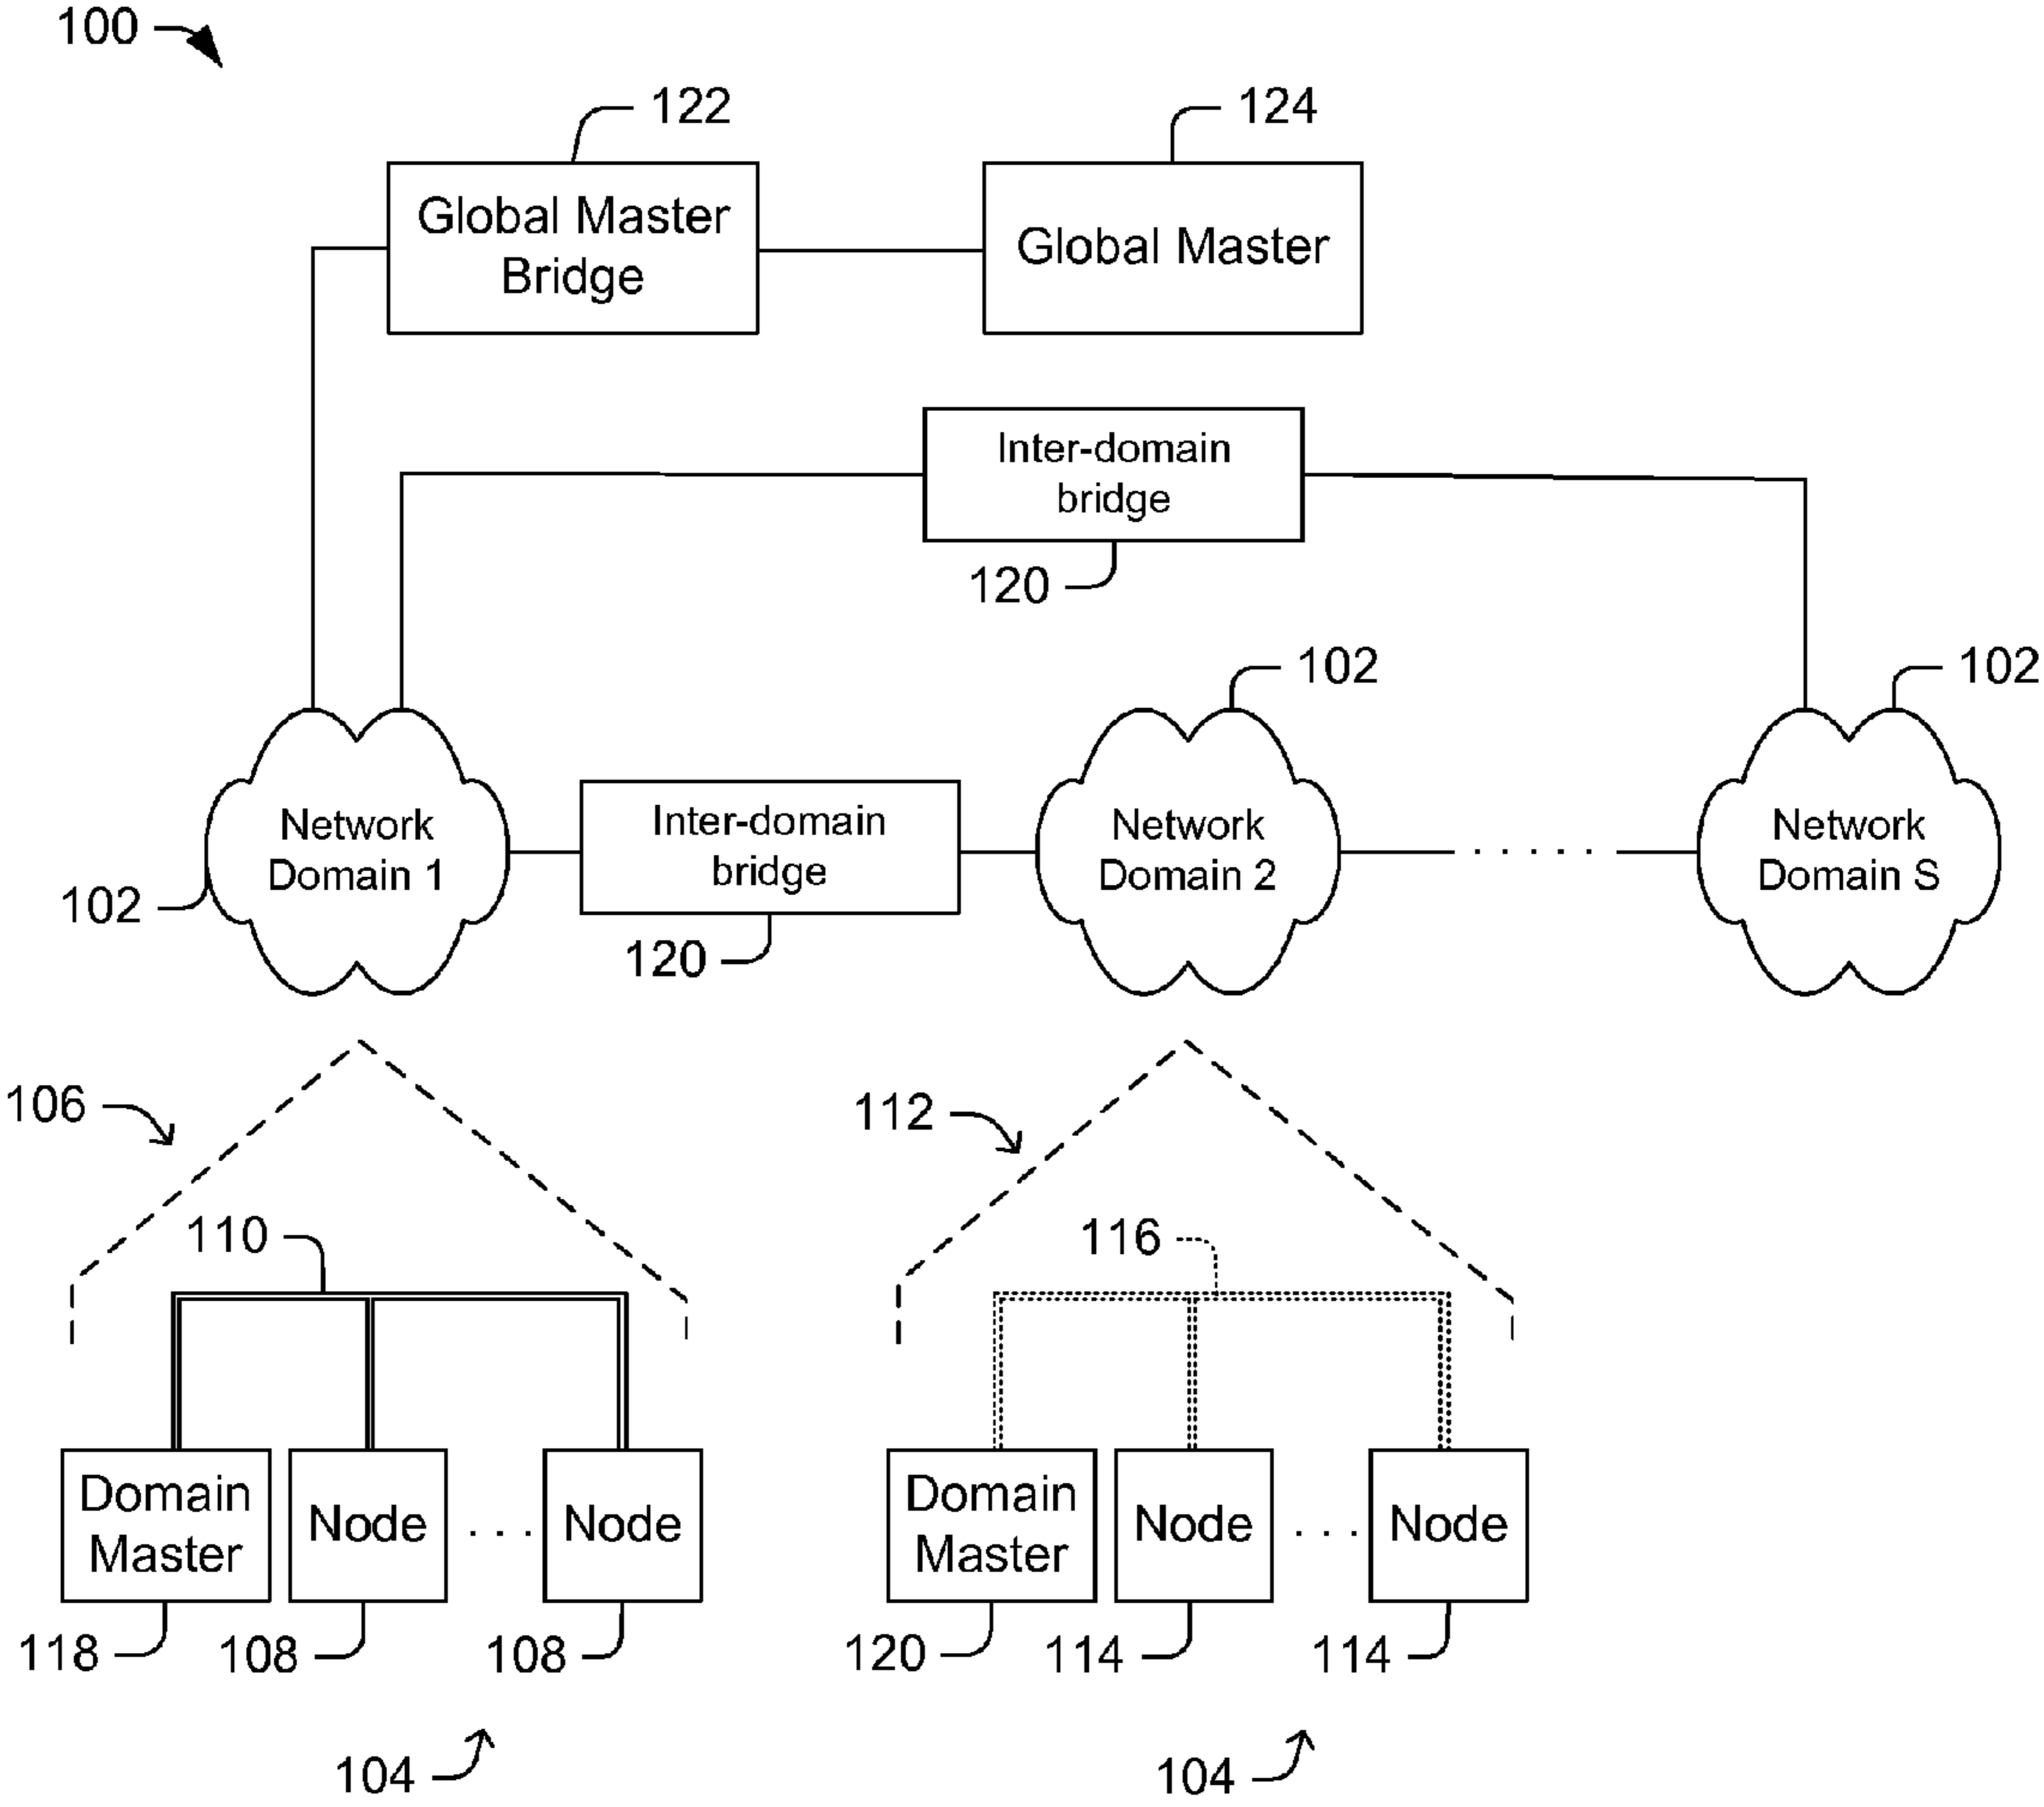 100
122
124
Global Master
Bridge
Global Master
Inter-domain
bridge
120
102
102
Network
Domain 1
Inter-domain
bridge
Network
Domain 2
. . . . .
Network
Domain S
102
120
106
112
110
116
Domain
Master
Node
. . .
Node
Domain
Master
Node
. . .
Node
118
108
108
120
114
114
104
104